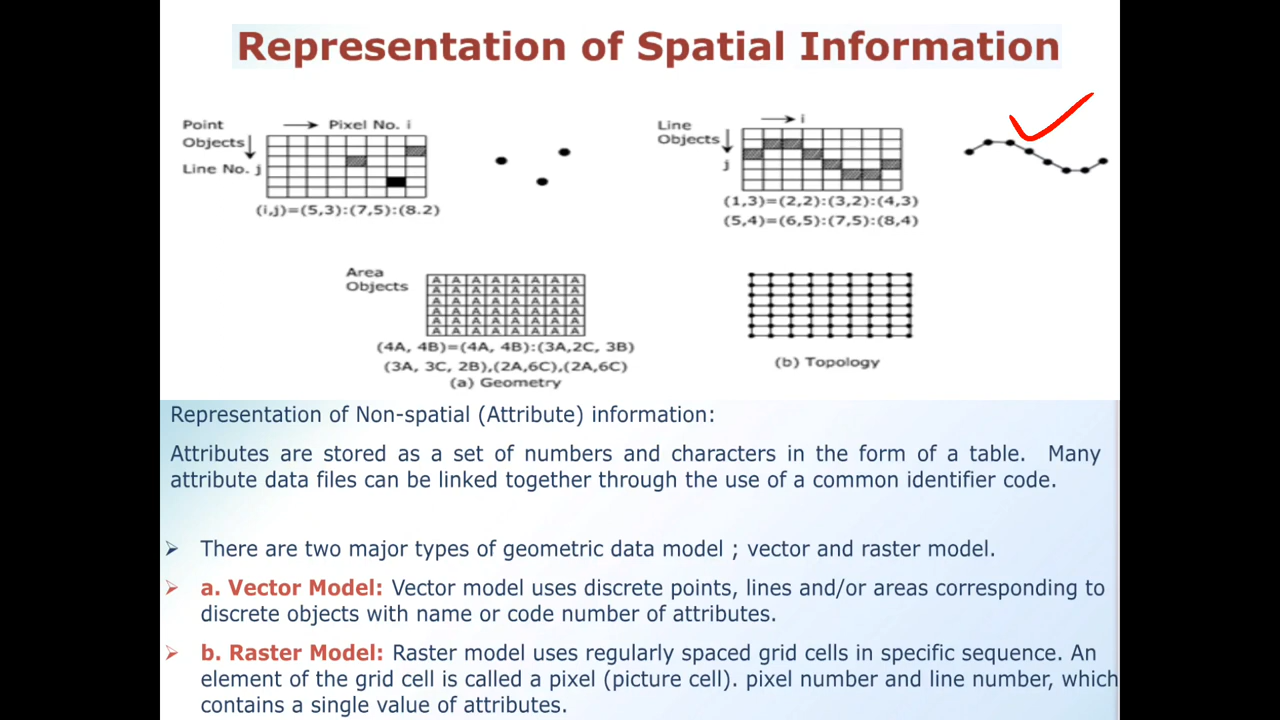 Representation of Spatial Information
Point
Objects
Pixel No. i
Line No. j
(i,j)=(5,3):(7,5):(8.2)
Line
Objects
i
j
(1,3)=(2,2):(3,2):(4,3)
(5,4)=(6,5):(7,5):(8,4)
Area
Objects
A A A A A A A A
A A A A A A A A
A A A A A A A A
A A A A A A A A
A A A A A A A A
A A A A A A A A
(4A, 4B)=(4A, 4B):(3A,2C, 3B)
(3A, 3C, 2B),(2A,6C),(2A,6C)
(a) Geometry
(b) Topology
Representation of Non-spatial (Attribute) information:
Attributes are stored as a set of numbers and characters in the form of a table. Many
attribute data files can be linked together through the use of a common identifier code.
There are two major types of geometric data model ; vector and raster model.
a. Vector Model: Vector model uses discrete points, lines and/or areas corresponding to
discrete objects with name or code number of attributes.
b. Raster Model: Raster model uses regularly spaced grid cells in specific sequence. An
element of the grid cell is called a pixel (picture cell). pixel number and line number, which
contains a single value of attributes.